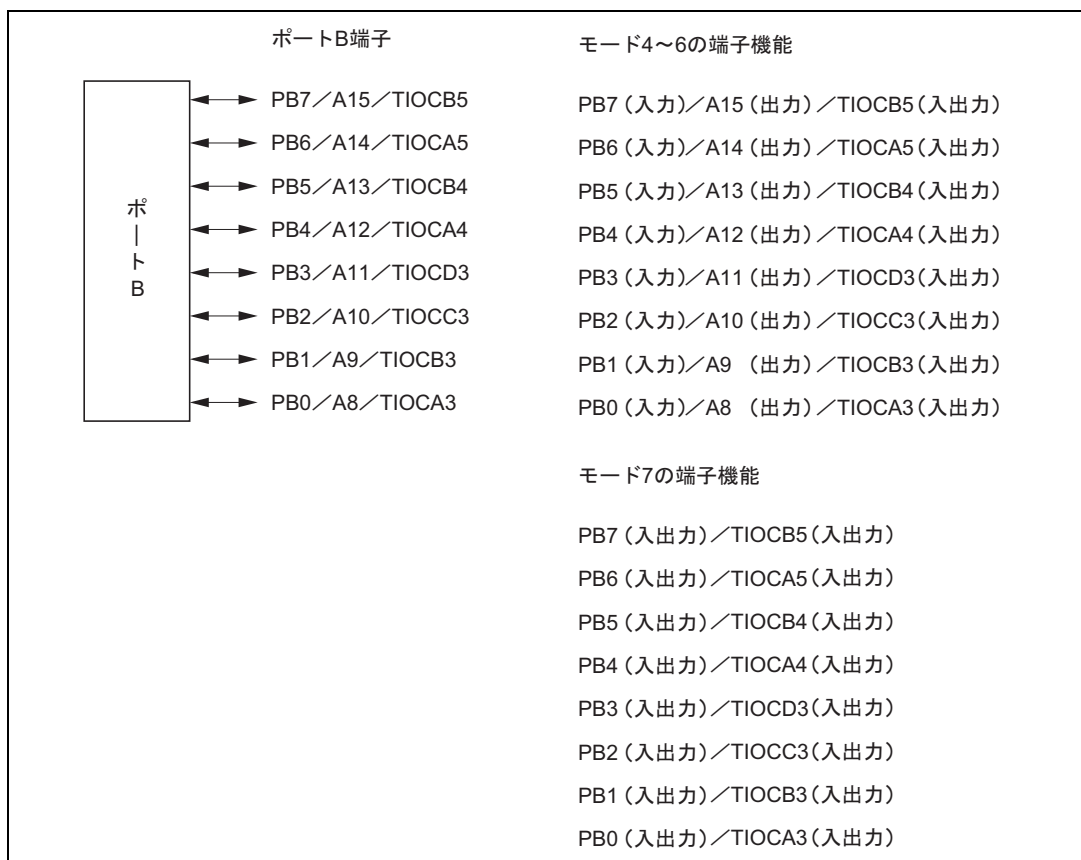 ポートB端子
ポートB
PB7／A15／TIOCB5
PB6／A14／TIOCA5
PB5／A13／TIOCB4
PB4／A12／TIOCA4
PB3／A11／TIOCD3
PB2／A10／TIOCC3
PB1／A9／TIOCB3
PB0／A8／TIOCA3
モード4～6の端子機能
PB7（入力）／A15（出力）／TIOCB5（入出力）
PB6（入力）／A14（出力）／TIOCA5（入出力）
PB5（入力）／A13（出力）／TIOCB4（入出力）
PB4（入力）／A12（出力）／TIOCA4（入出力）
PB3（入力）／A11（出力）／TIOCD3（入出力）
PB2（入力）／A10（出力）／TIOCC3（入出力）
PB1（入力）／A9 （出力）／TIOCB3（入出力）
PB0（入力）／A8 （出力）／TIOCA3（入出力）
モード7の端子機能
PB7（入出力）／TIOCB5（入出力）
PB6（入出力）／TIOCA5（入出力）
PB5（入出力）／TIOCB4（入出力）
PB4（入出力）／TIOCA4（入出力）
PB3（入出力）／TIOCD3（入出力）
PB2（入出力）／TIOCC3（入出力）
PB1（入出力）／TIOCB3（入出力）
PB0（入出力）／TIOCA3（入出力）